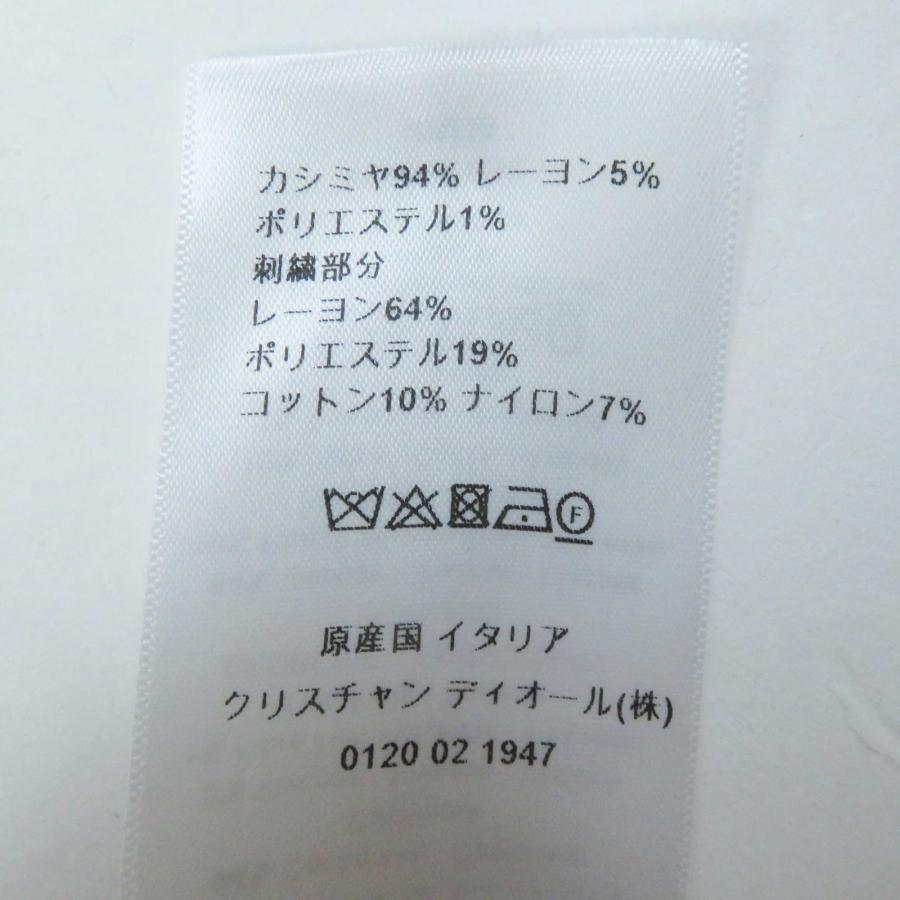 カシミヤ94% レーヨン5%
ポリエステル1%
刺繍部分
レーヨン64%
ポリエステル19%
コットン10% ナイロン7%
F
原産国 イタリア
クリスチャン ディオール(株)
0120 02 1947